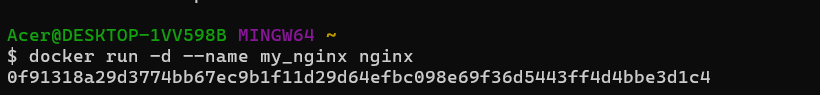 Acer@DESKTOP-1VV598B MINGW64 ~
$ docker run -d --name my_nginx nginx
0f91318a29d3774bb67ec9b1f11d29d64efbc098e69f36d5443ff4d4bbe3d1c4